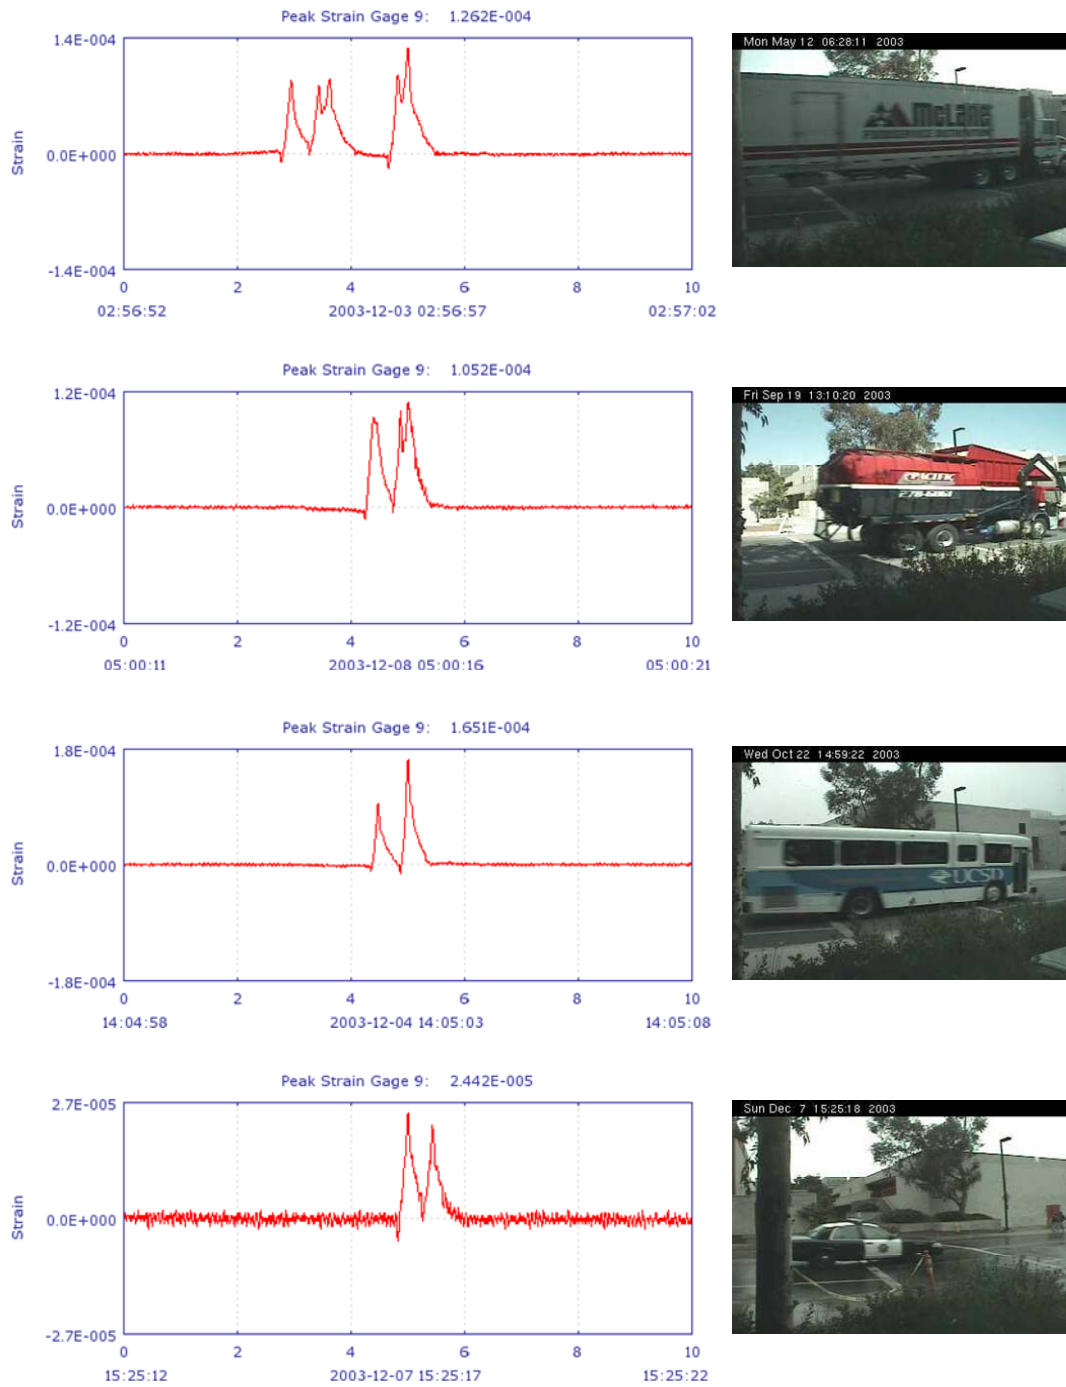 Peak Strain Gage 9: 1.262E-004
1.4E-004
Strain
0.0E+000
-1.4E-004
0 2 4 6 8 10
02:56:52 2003-12-03 02:56:57 02:57:02
Mon May 12 06:28:11 2003
McLane
Peak Strain Gage 9: 1.052E-004
1.2E-004
Strain
0.0E+000
-1.2E-004
0 2 4 6 8 10
05:00:11 2003-12-08 05:00:16 05:00:21
Fri Sep 19 13:10:20 2003
PACIFIC
Peak Strain Gage 9: 1.651E-004
1.8E-004
Strain
0.0E+000
-1.8E-004
0 2 4 6 8 10
14:04:58 2003-12-04 14:05:03 14:05:08
Wed Oct 22 14:59:22 2003
UCSD
Peak Strain Gage 9: 2.442E-005
2.7E-005
Strain
0.0E+000
-2.7E-005
0 2 4 6 8 10
15:25:12 2003-12-07 15:25:17 15:25:22
Sun Dec 7 15:25:18 2003